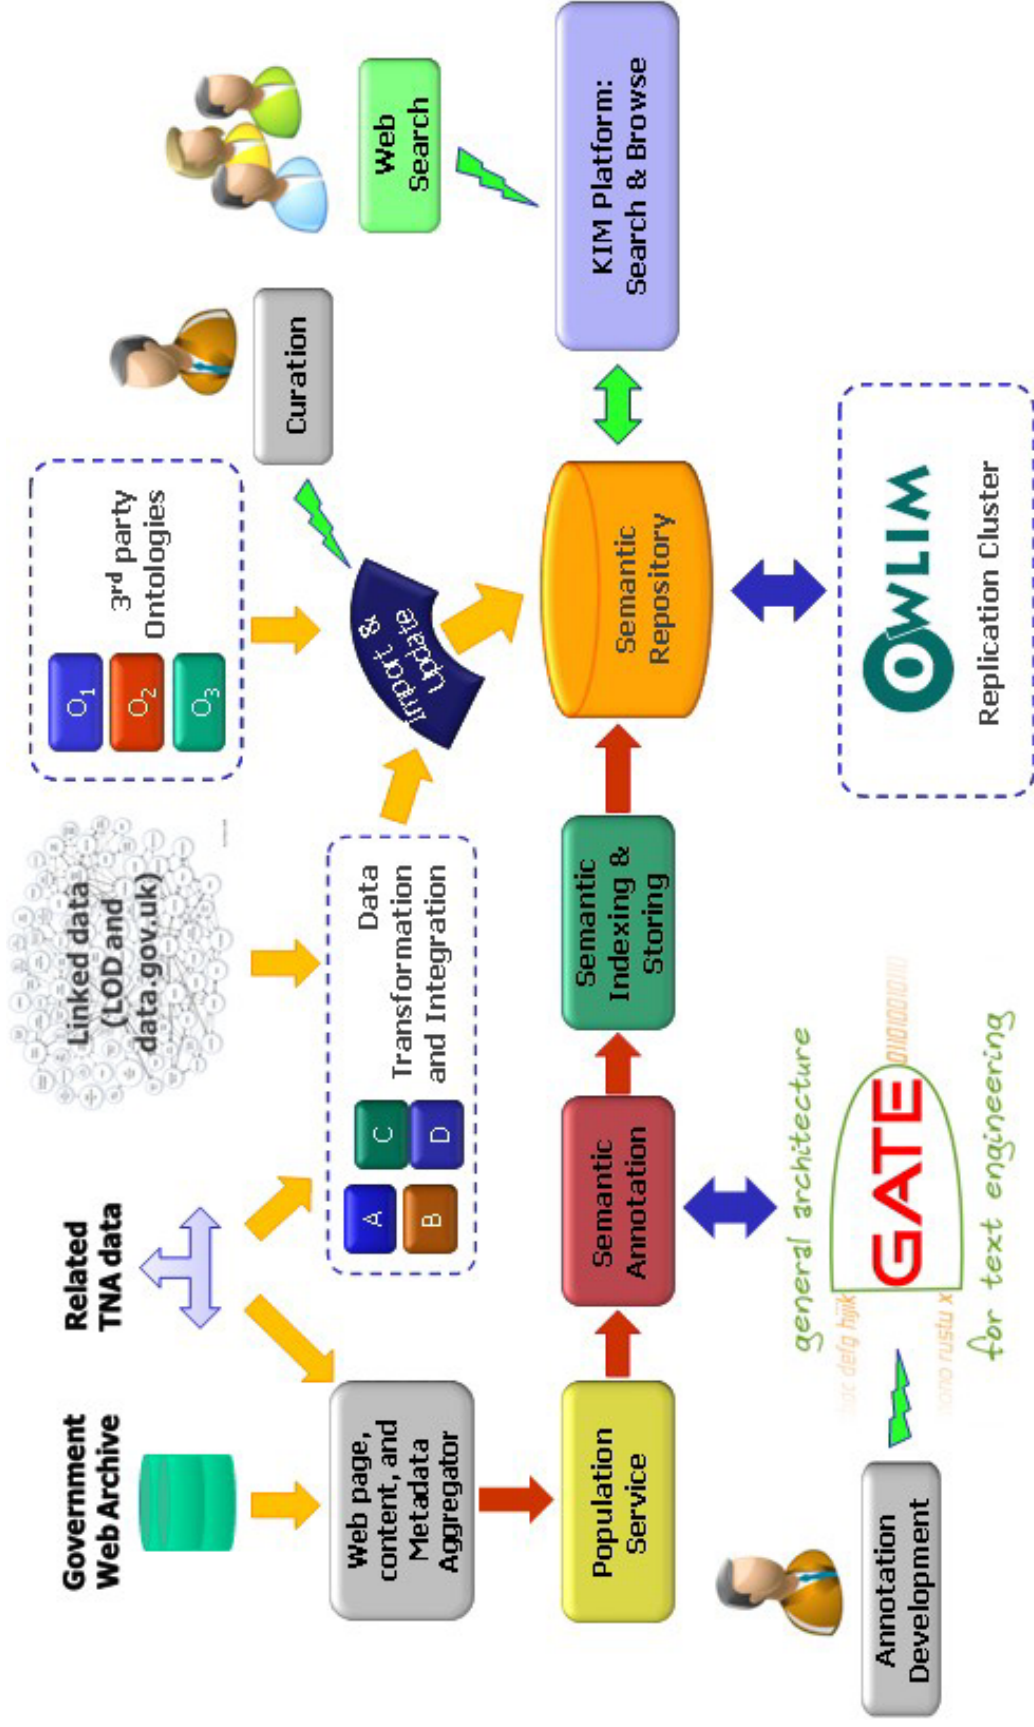 Government
Web Archive
Related
TNA data
Linked data
(LOD and
data.gov.uk)
O1
O2
O3
3rd party
Ontologies
Curation
Web
Search
Web page,
content, and
Metadata
Aggregator
A
B
C
D
Data
Transformation
and Integration
Import &
Update
Population
Service
Semantic
Annotation
Semantic
Indexing &
Storing
Semantic
Repository
KIM Platform:
Search & Browse
Annotation
Development
general architecture
GATE
for text engineering
OWLIM
Replication Cluster